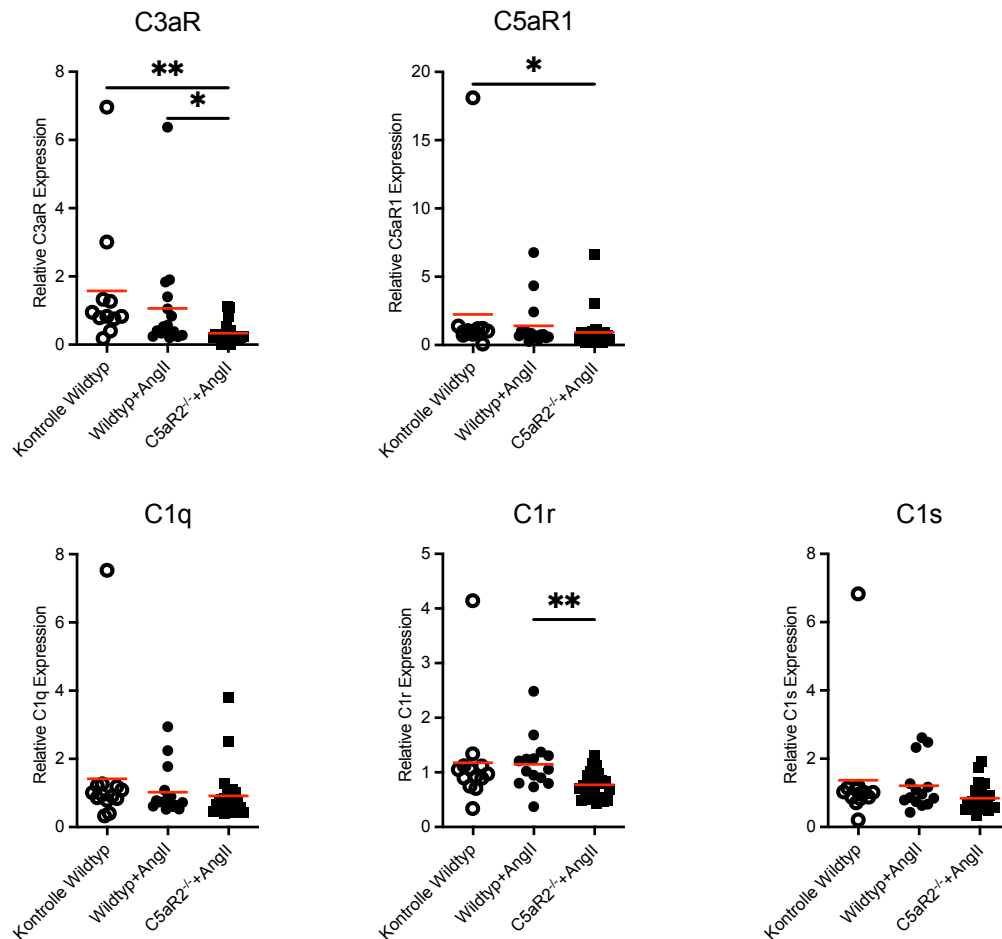 C3aR
Relative C3aR Expression
8
6
4
2
0
**
*
Kontrolle Wildtyp
Wildtyp+AngII
C5aR2-/-+AngII
C5aR1
Relative C5aR1 Expression
20
15
10
5
0
*
Kontrolle Wildtyp
Wildtyp+AngII
C5aR2-/-+AngII
C1q
Relative C1q Expression
8
6
4
2
0
Kontrolle Wildtyp
Wildtyp+AngII
C5aR2-/-+AngII
C1r
Relative C1r Expression
5
4
3
2
1
0
**
Kontrolle Wildtyp
Wildtyp+AngII
C5aR2-/-+AngII
C1s
Relative C1s Expression
8
6
4
2
0
Kontrolle Wildtyp
Wildtyp+AngII
C5aR2-/-+AngII